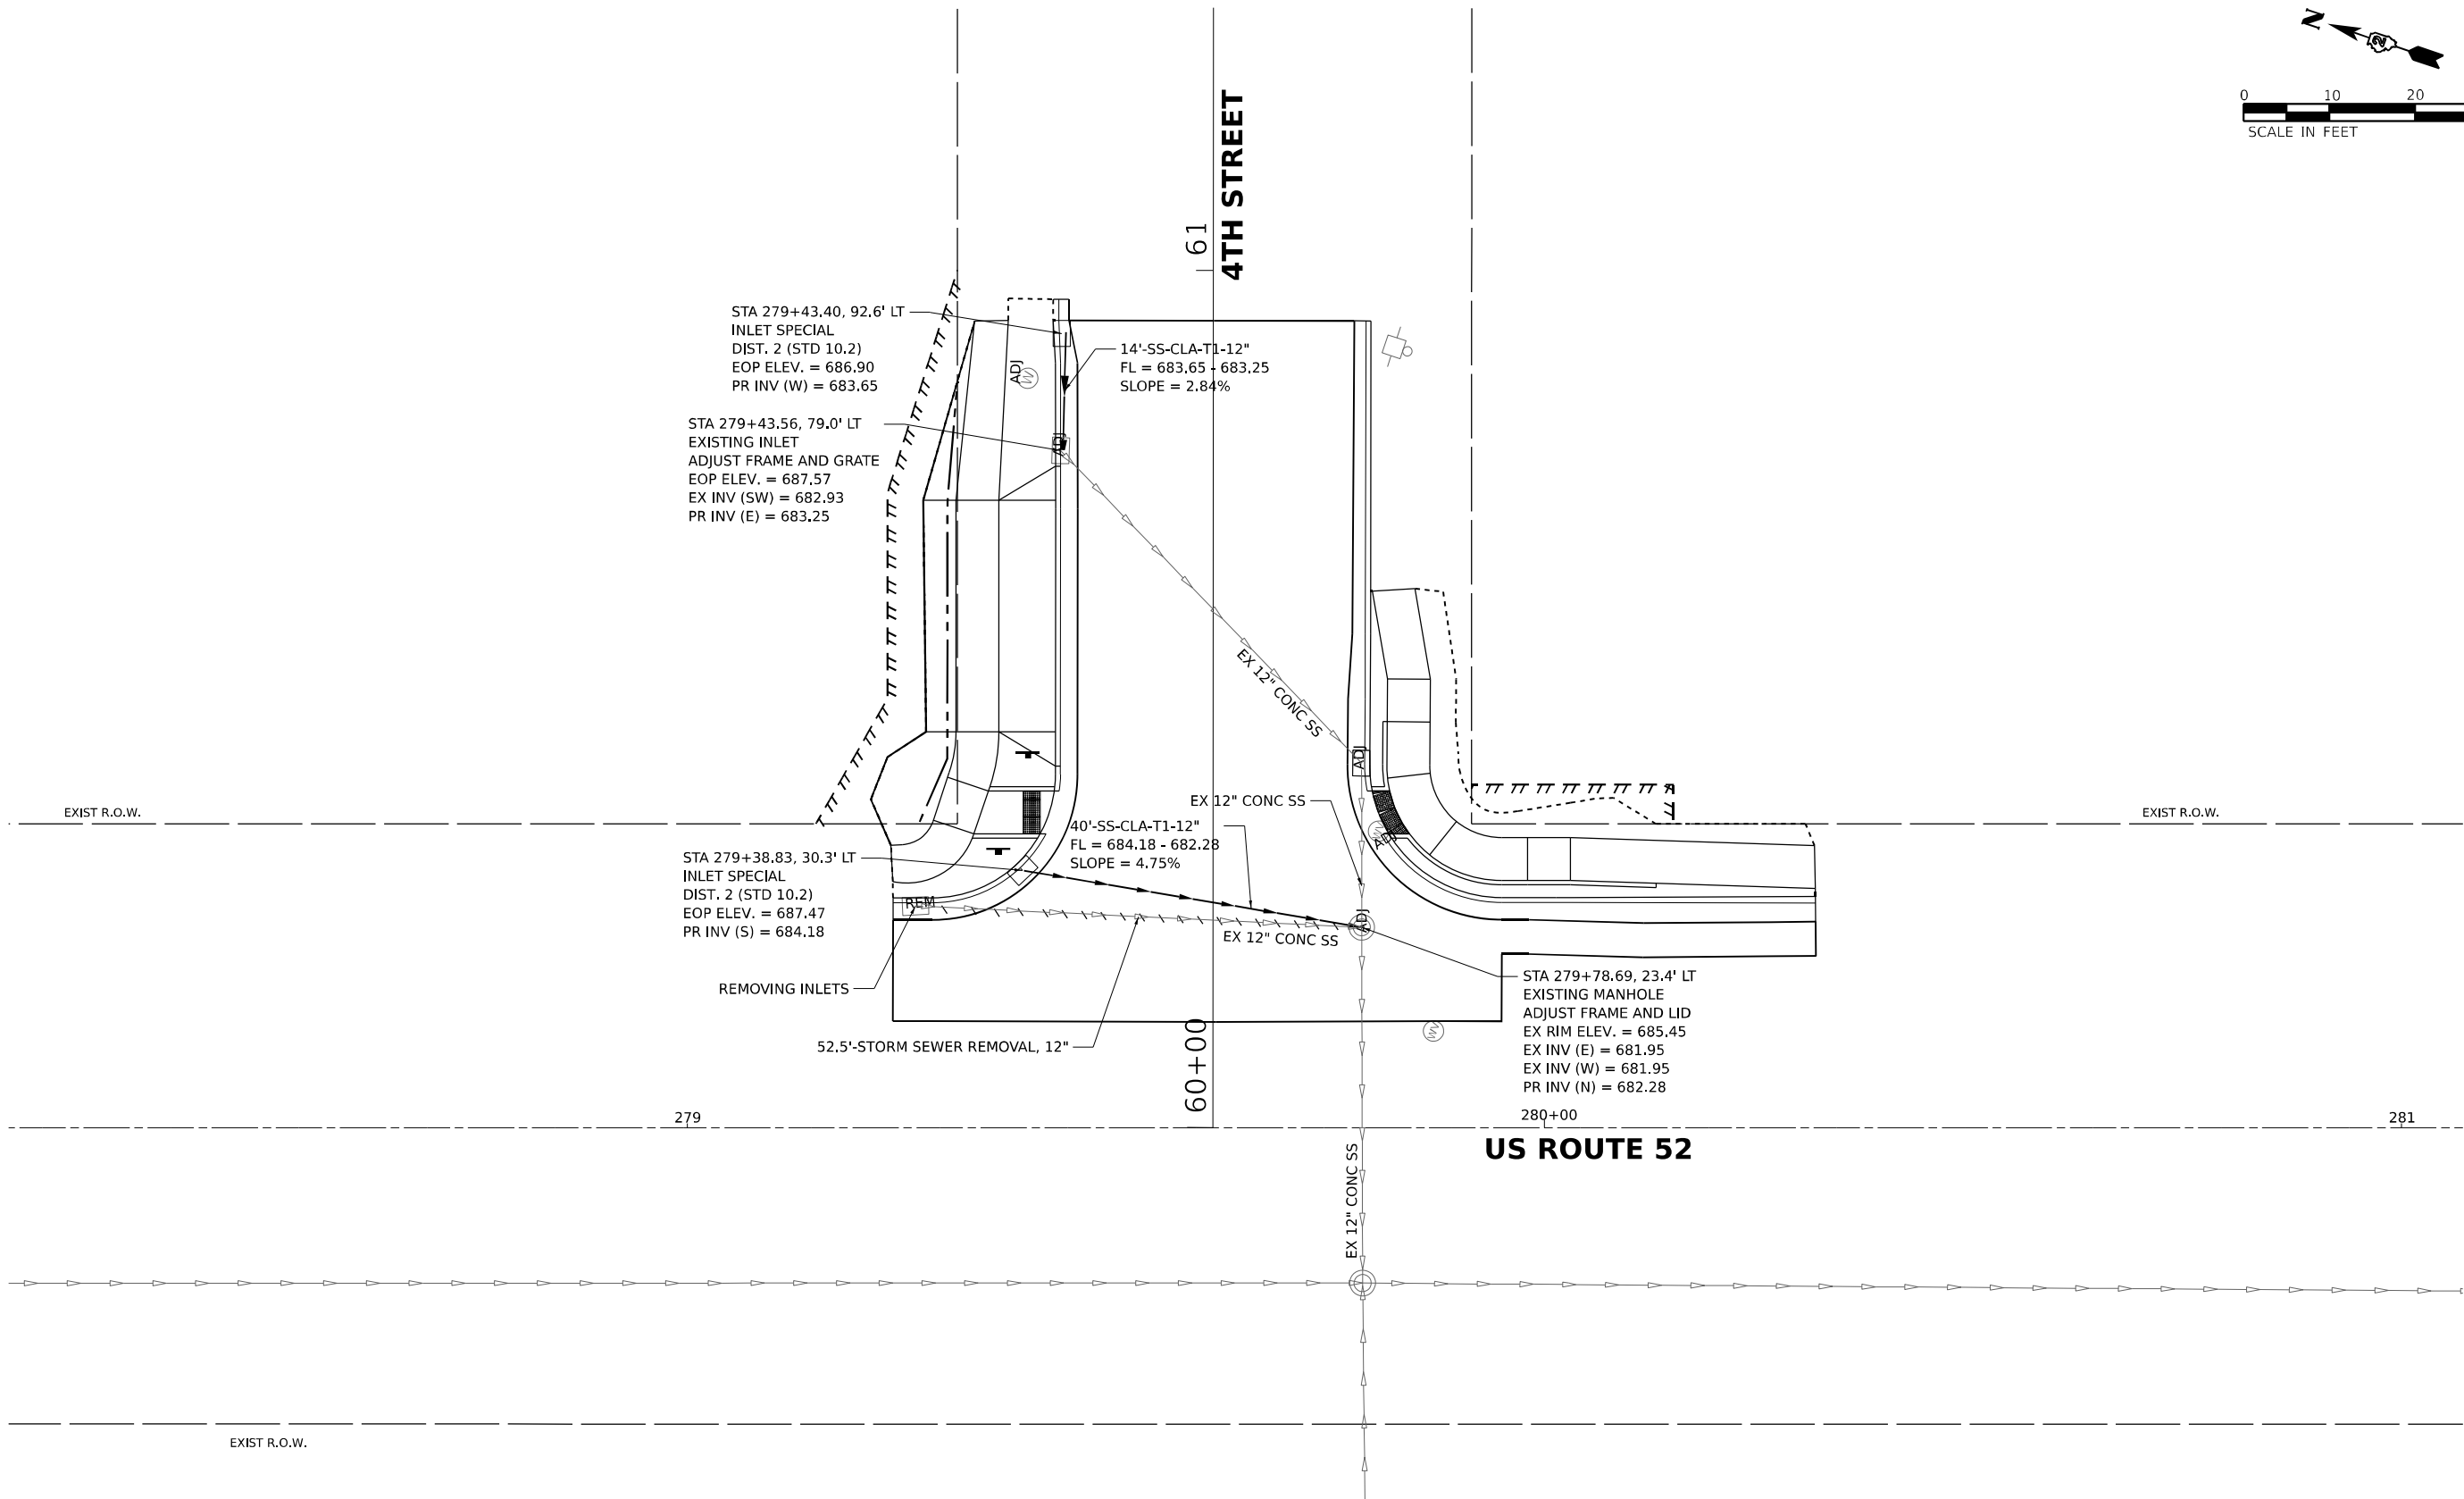 N
2
0 10 20
SCALE IN FEET
4TH STREET
61
STA 279+43.40, 92.6' LT
INLET SPECIAL
DIST. 2 (STD 10.2)
EOP ELEV. = 686.90
PR INV (W) = 683.65
14'-SS-CLA-T1-12"
FL = 683.65 - 683.25
SLOPE = 2.84%
ADJ
W
STA 279+43.56, 79.0' LT
EXISTING INLET
ADJUST FRAME AND GRATE
EOP ELEV. = 687.57
EX INV (SW) = 682.93
PR INV (E) = 683.25
ADJ
EX 12" CONC SS
ADJ
EX 12" CONC SS
EXIST R.O.W.
EXIST R.O.W.
40'-SS-CLA-T1-12"
FL = 684.18 - 682.28
SLOPE = 4.75%
WV
ADJ
STA 279+38.83, 30.3' LT
INLET SPECIAL
DIST. 2 (STD 10.2)
EOP ELEV. = 687.47
PR INV (S) = 684.18
REM
ADJ
EX 12" CONC SS
REMOVING INLETS
STA 279+78.69, 23.4' LT
EXISTING MANHOLE
ADJUST FRAME AND LID
EX RIM ELEV. = 685.45
EX INV (E) = 681.95
EX INV (W) = 681.95
PR INV (N) = 682.28
WV
52.5'-STORM SEWER REMOVAL, 12"
60+00
279
280+00
281
US ROUTE 52
EX 12" CONC SS
EXIST R.O.W.